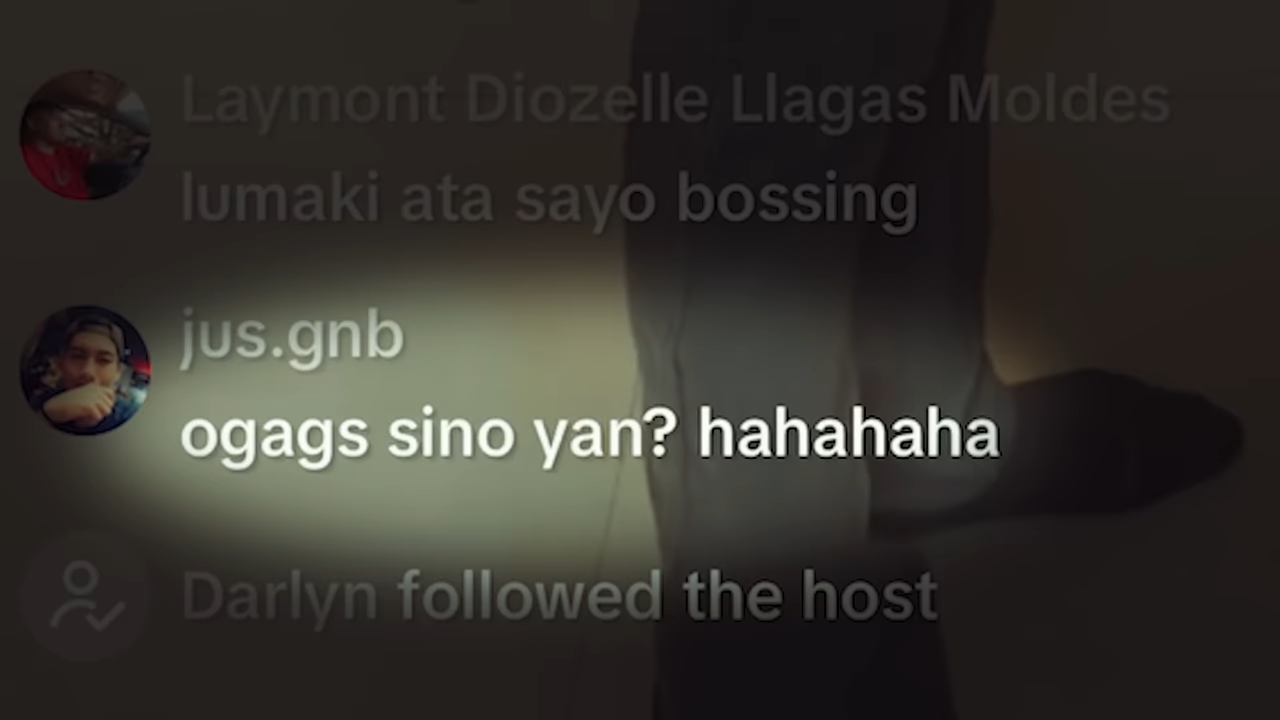 Laymont Diozelle Llagas Moldes
lumaki ata sayo bossing
jus.gnb
ogags sino yan? hahahaha
Darlyn followed the host